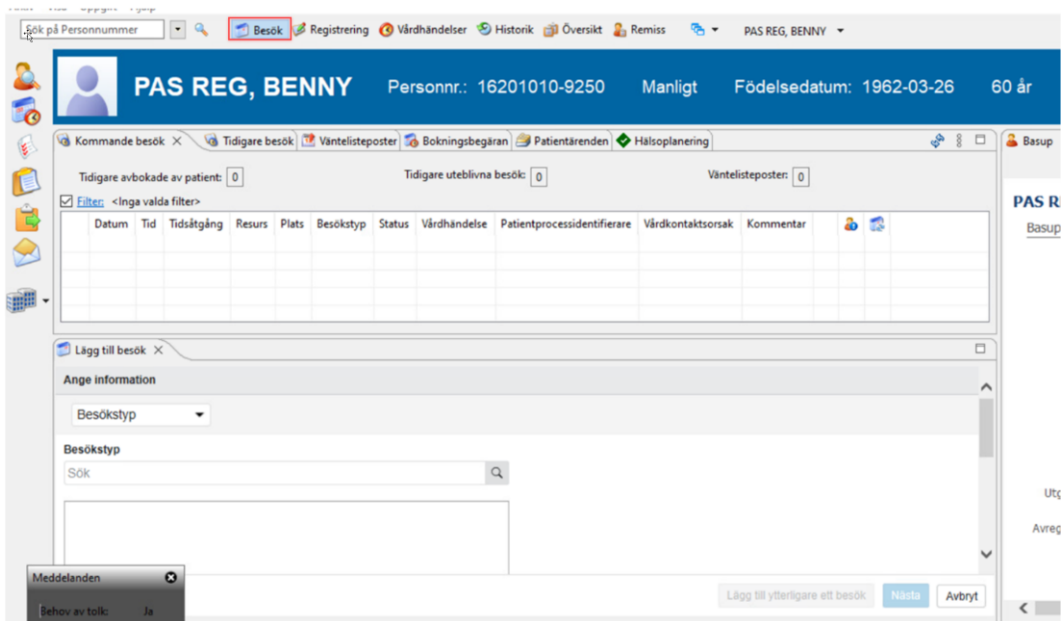 Sök på Personnummer Besök Registrering Vårdhändelser Historik Översikt Remiss PAS REG, BENNY
PAS REG, BENNY Personnr.: 16201010-9250 Manligt Födelsedatum: 1962-03-26 60 år
Kommande besök Tidigare besök Väntelisteposter Bokningsbegäran Patientärenden Hälsoplanering Basup
Tidigare avbokade av patient: 0 Tidigare uteblivna besök: 0 Väntelisteposter: 0
Filter: <Inga valda filter>
PAS R
Datum Tid Tidsåtgång Resurs Plats Besökstyp Status Vårdhändelse Patientprocessidentifierare Vårdkontaktsorsak Kommentar
Basup
Lägg till besök
Ange information
Besökstyp
Besökstyp
Sök
Utg
Avreg
Meddelanden
Lägg till ytterligare ett besök Nästa Avbryt
Behov av tolk: Ja